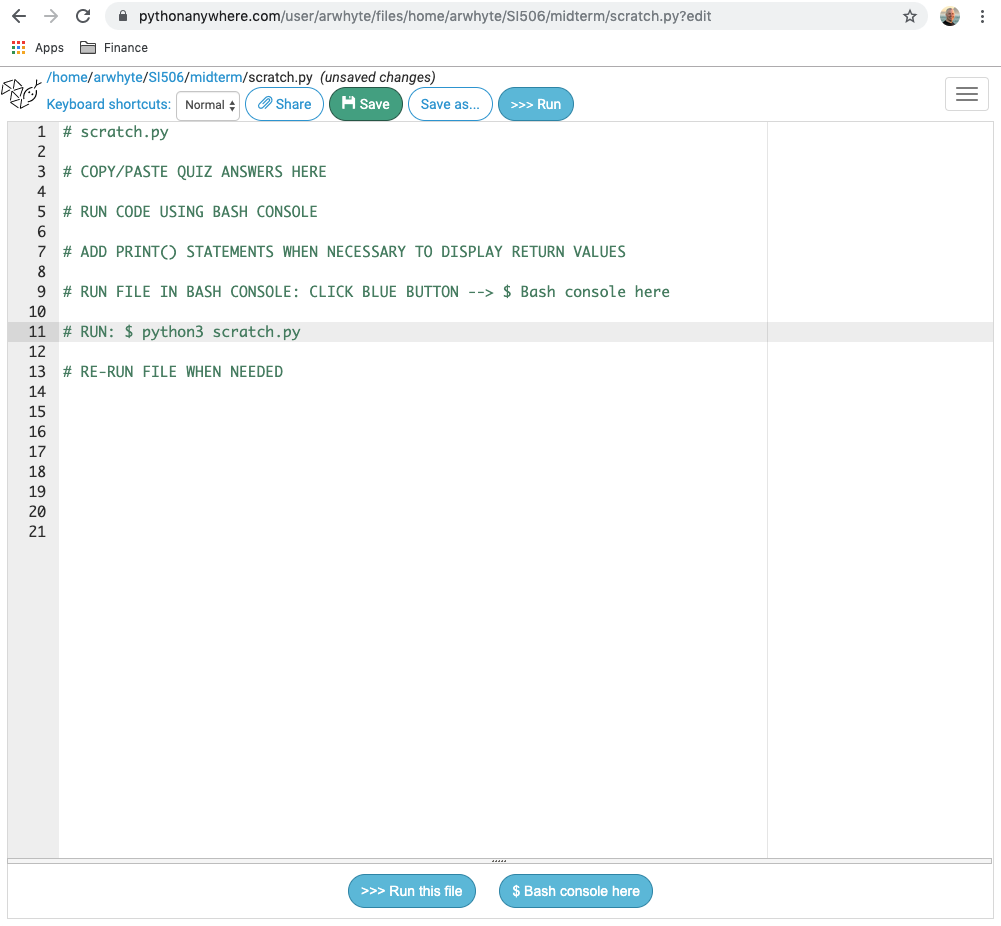 pythonanywhere.com/user/arwhyte/files/home/arwhyte/SI506/midterm/scratch.py?edit
Apps Finance
/home/arwhyte/SI506/midterm/scratch.py (unsaved changes)
Keyboard shortcuts: Normal Share Save Save as... >>> Run
1 # scratch.py
2
3 # COPY/PASTE QUIZ ANSWERS HERE
4
5 # RUN CODE USING BASH CONSOLE
6
7 # ADD PRINT() STATEMENTS WHEN NECESSARY TO DISPLAY RETURN VALUES
8
9 # RUN FILE IN BASH CONSOLE: CLICK BLUE BUTTON --> $ Bash console here
10
11 # RUN: $ python3 scratch.py
12
13 # RE-RUN FILE WHEN NEEDED
14
15
16
17
18
19
20
21
>>> Run this file $ Bash console here